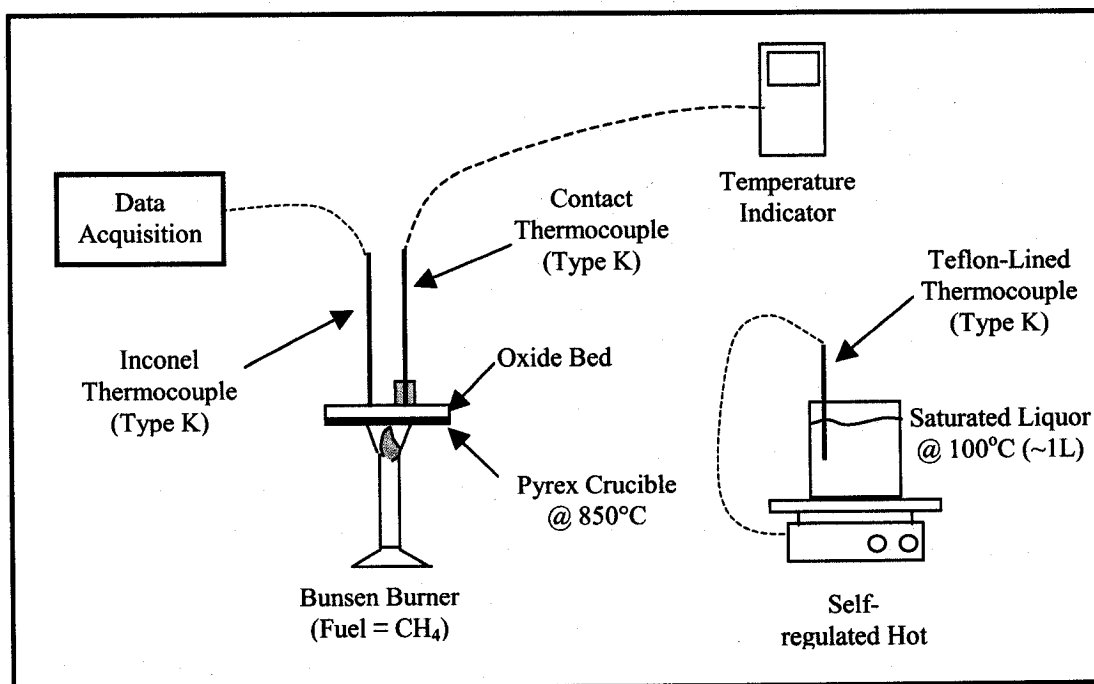 Data
Acquisition
Inconel
Thermocouple
(Type K)
Contact
Thermocouple
(Type K)
Temperature
Indicator
Oxide Bed
Pyrex Crucible
@ 850°C
Bunsen Burner
(Fuel = CH₄)
Teflon-Lined
Thermocouple
(Type K)
Saturated Liquor
@ 100°C (~1L)
Self-
regulated Hot